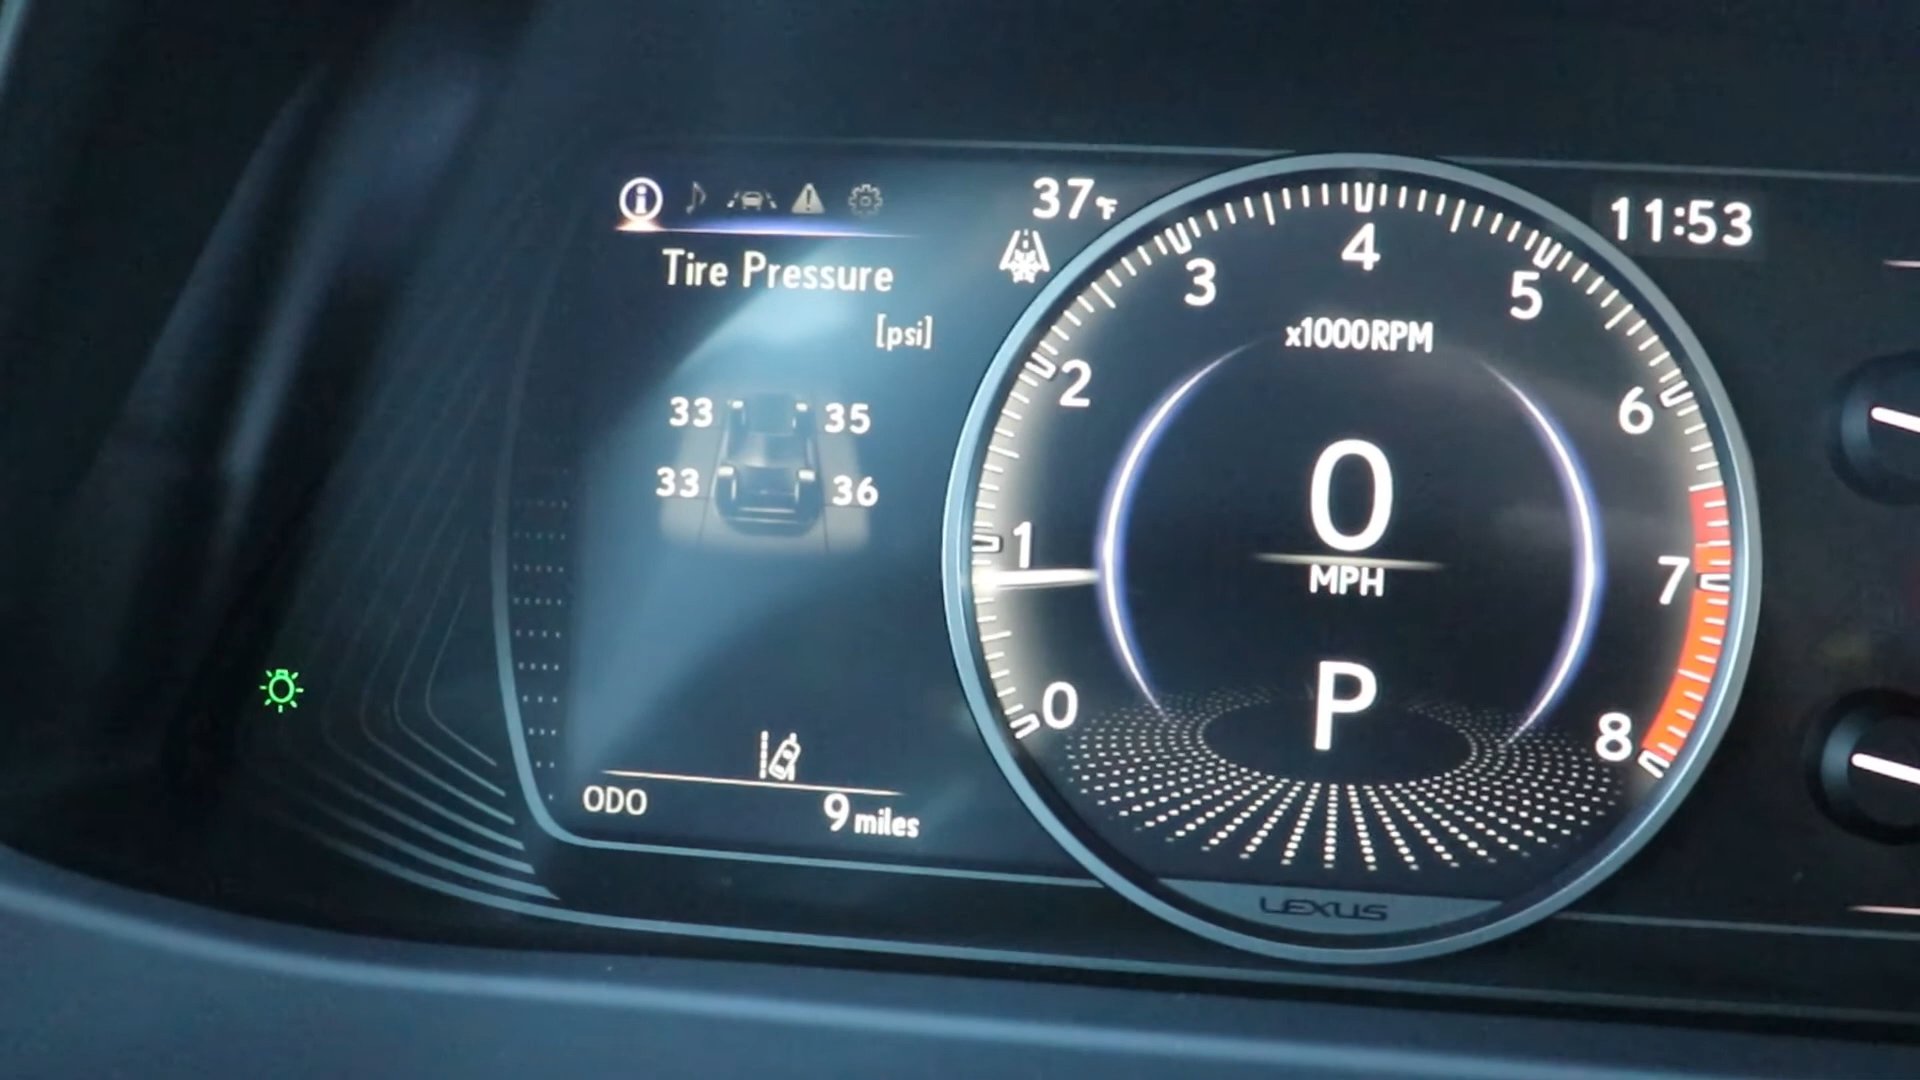 37°F
11:53
Tire Pressure
[psi]
33 35
33 36
ODO 9 miles
0 1 2 3 4 5 6 7 8
x1000RPM
0
MPH
P
LEXUS